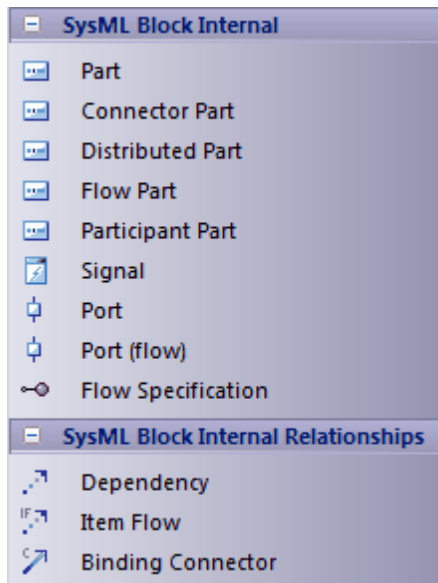 SysML Block Internal
Part
Connector Part
Distributed Part
Flow Part
Participant Part
Signal
Port
Port (flow)
Flow Specification
SysML Block Internal Relationships
Dependency
IF Item Flow
C Binding Connector